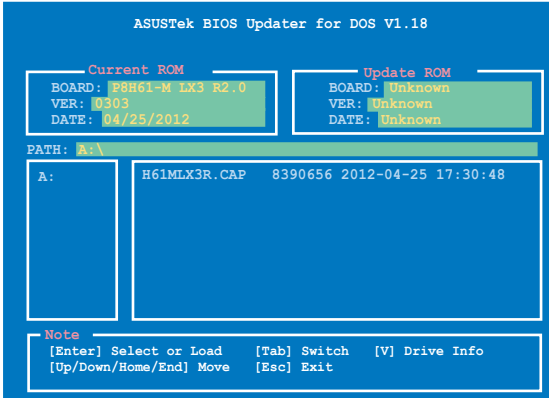 ASUSTek BIOS Updater for DOS V1.18
Current ROM
BOARD: P8H61-M LX3 R2.0
VER: 0303
DATE: 04/25/2012
Update ROM
BOARD: Unknown
VER: Unknown
DATE: Unknown
PATH: A:\
A:
H61MLX3R.CAP 8390656 2012-04-25 17:30:48
Note
[Enter] Select or Load [Tab] Switch [V] Drive Info
[Up/Down/Home/End] Move [Esc] Exit